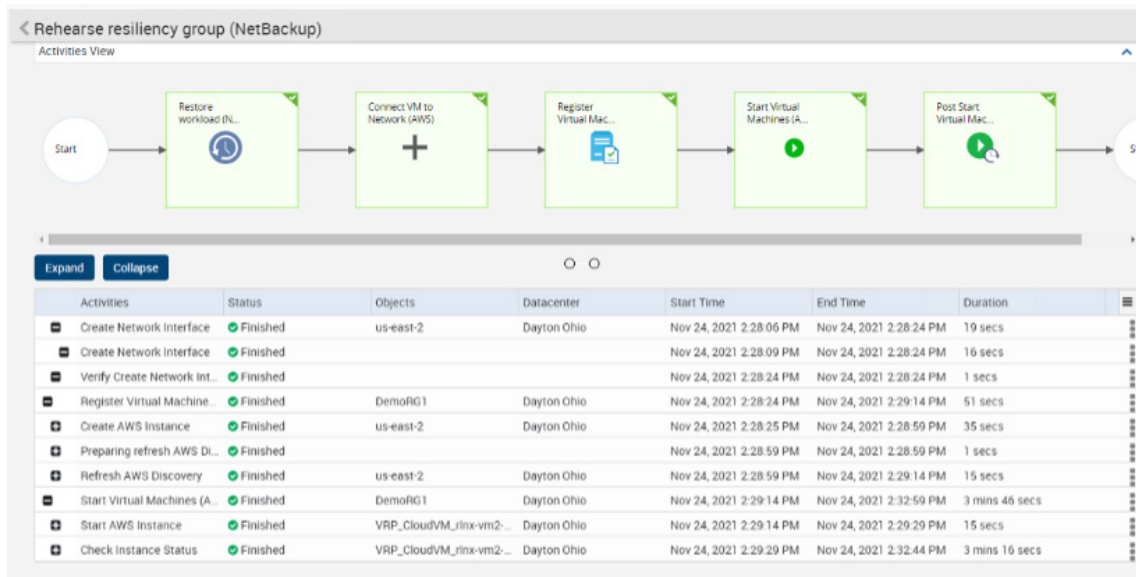 Rehearse resiliency group (NetBackup)
Activities View
Start
Restore
workload (N...
Connect VM to
Network (AWS)
Register
Virtual Mac...
Start Virtual
Machines (A...
Post Start
Virtual Mac...
S
Expand Collapse
Activities Status Objects Datacenter Start Time End Time Duration
Create Network Interface Finished us-east-2 Dayton Ohio Nov 24, 2021 2:28:06 PM Nov 24, 2021 2:28:24 PM 19 secs
Create Network Interface Finished Nov 24, 2021 2:28:09 PM Nov 24, 2021 2:28:24 PM 16 secs
Verify Create Network Int... Finished Nov 24, 2021 2:28:24 PM Nov 24, 2021 2:28:24 PM 1 secs
Register Virtual Machine... Finished DemoRG1 Dayton Ohio Nov 24, 2021 2:28:24 PM Nov 24, 2021 2:29:14 PM 51 secs
Create AWS Instance Finished us-east-2 Dayton Ohio Nov 24, 2021 2:28:25 PM Nov 24, 2021 2:28:59 PM 35 secs
Preparing refresh AWS Di... Finished Nov 24, 2021 2:28:59 PM Nov 24, 2021 2:28:59 PM 1 secs
Refresh AWS Discovery Finished us-east-2 Dayton Ohio Nov 24, 2021 2:28:59 PM Nov 24, 2021 2:29:14 PM 15 secs
Start Virtual Machines (A... Finished DemoRG1 Dayton Ohio Nov 24, 2021 2:29:14 PM Nov 24, 2021 2:32:59 PM 3 mins 46 secs
Start AWS Instance Finished VRP_CloudVM_rlnx-vm2-... Dayton Ohio Nov 24, 2021 2:29:14 PM Nov 24, 2021 2:29:29 PM 15 secs
Check Instance Status Finished VRP_CloudVM_rlnx-vm2-... Dayton Ohio Nov 24, 2021 2:29:29 PM Nov 24, 2021 2:32:44 PM 3 mins 16 secs